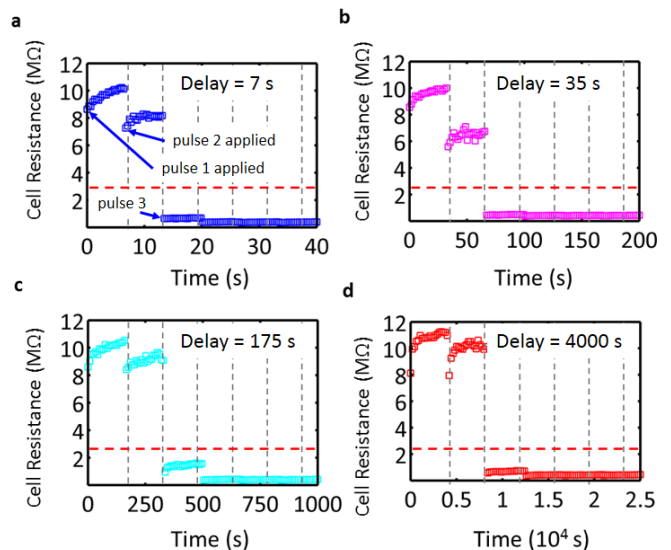 a
Cell Resistance (MΩ)
12
10
8
6
4
2
Delay = 7 s
pulse 2 applied
pulse 1 applied
pulse 3
0 10 20 30 40
Time (s)
b
Cell Resistance (MΩ)
12
10
8
6
4
2
Delay = 35 s
0 50 100 150 200
Time (s)
c
Cell Resistance (MΩ)
12
10
8
6
4
2
Delay = 175 s
0 250 500 750 1000
Time (s)
d
Cell Resistance (MΩ)
12
10
8
6
4
2
Delay = 4000 s
0 0.5 1 1.5 2 2.5
Time (10⁴ s)